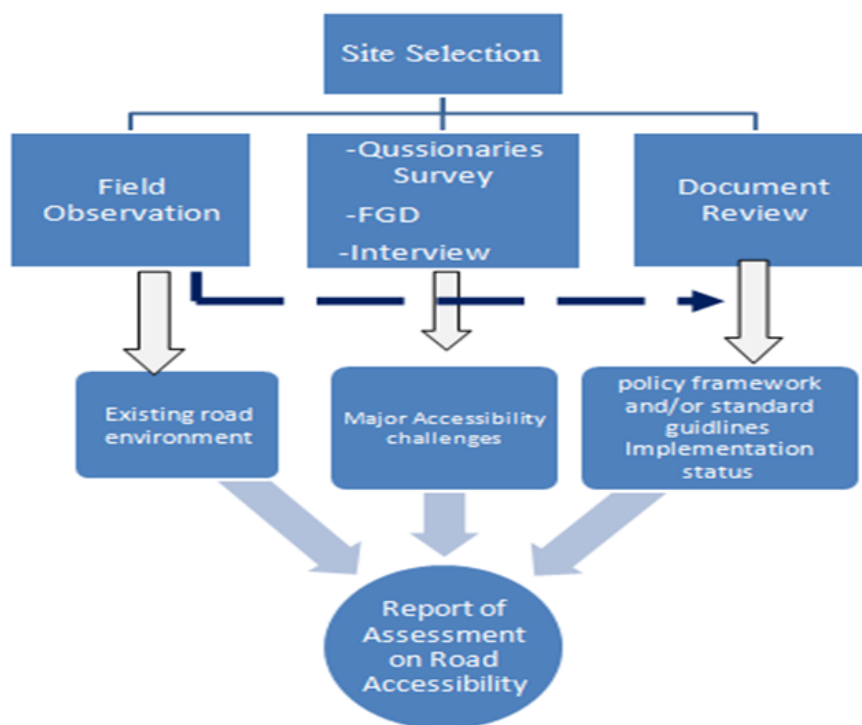 Site Selection
Field
Observation
-Qussionaries
Survey
-FGD
-Interview
Document
Review
Existing road
environment
Major Accessibility
challenges
policy framework
and/or standard
guidlines
Implementation
status
Report of
Assessment
on Road
Accessibility